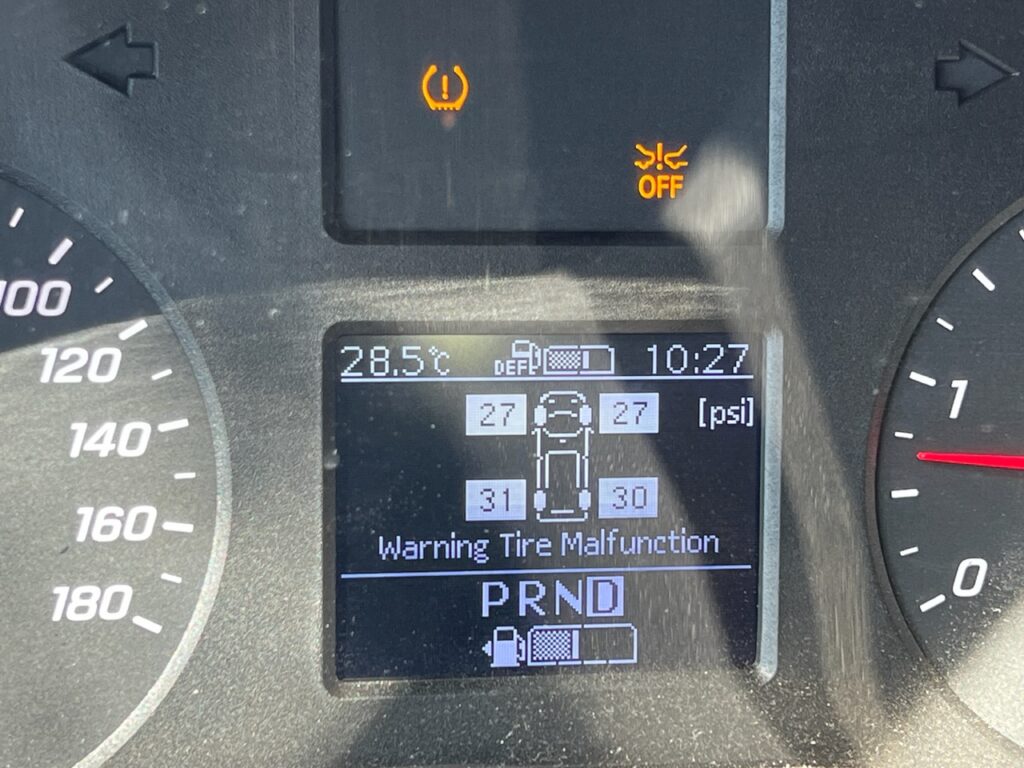 OFF
28.5°C DEF 10:27
27 27 [psi]
31 30
Warning Tire Malfunction
PRND
100
120
140
160
180
1
0